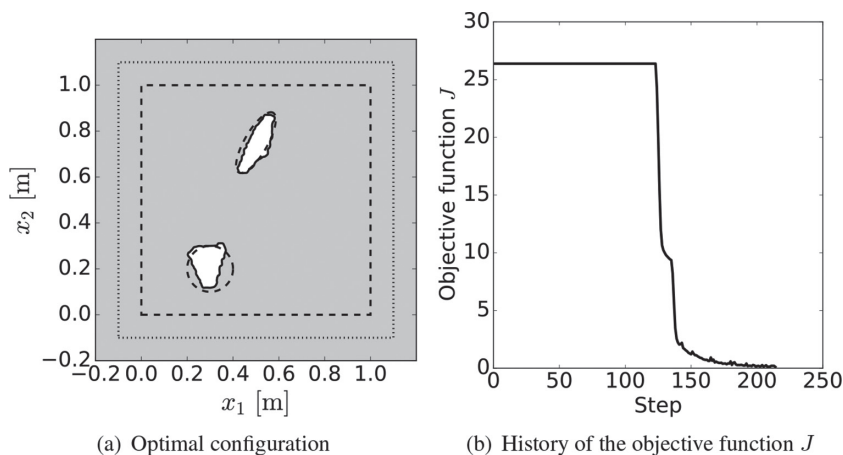 1.0
0.8
0.6
0.4
0.2
0.0
−0.2
x₂ [m]
−0.2 0.0 0.2 0.4 0.6 0.8 1.0
x₁ [m]
(a) Optimal configuration
30
25
20
15
10
5
0
Objective function J
0 50 100 150 200 250
Step
(b) History of the objective function J